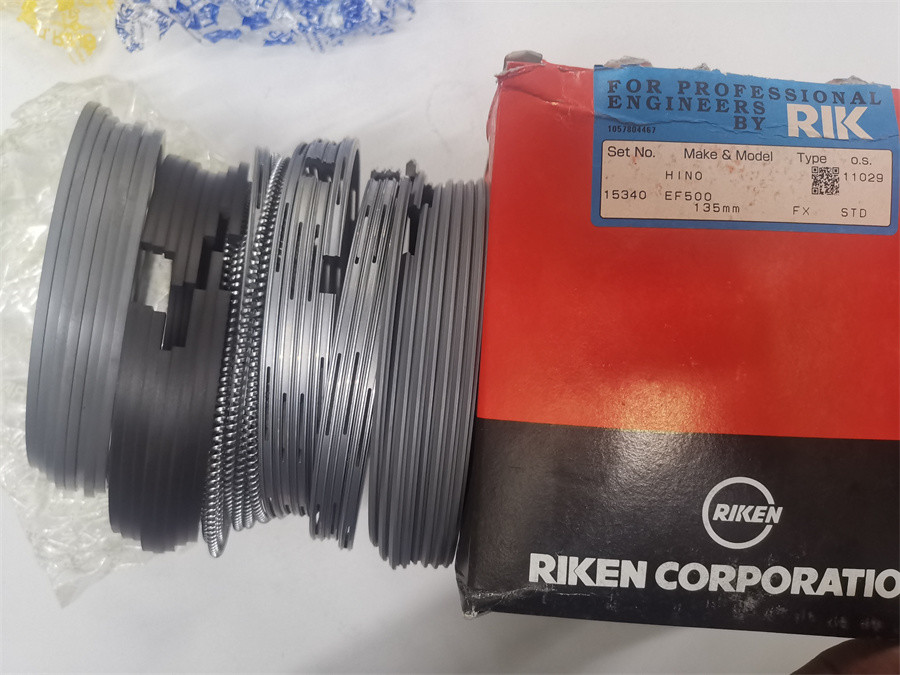 FOR PROFESSIONAL
ENGINEERS
BY RIK
1057804467
Set No. Make & Model Type o.s.
HINO 11029
15340 EF500
135mm FX STD
RIKEN
RIKEN CORPORATIO